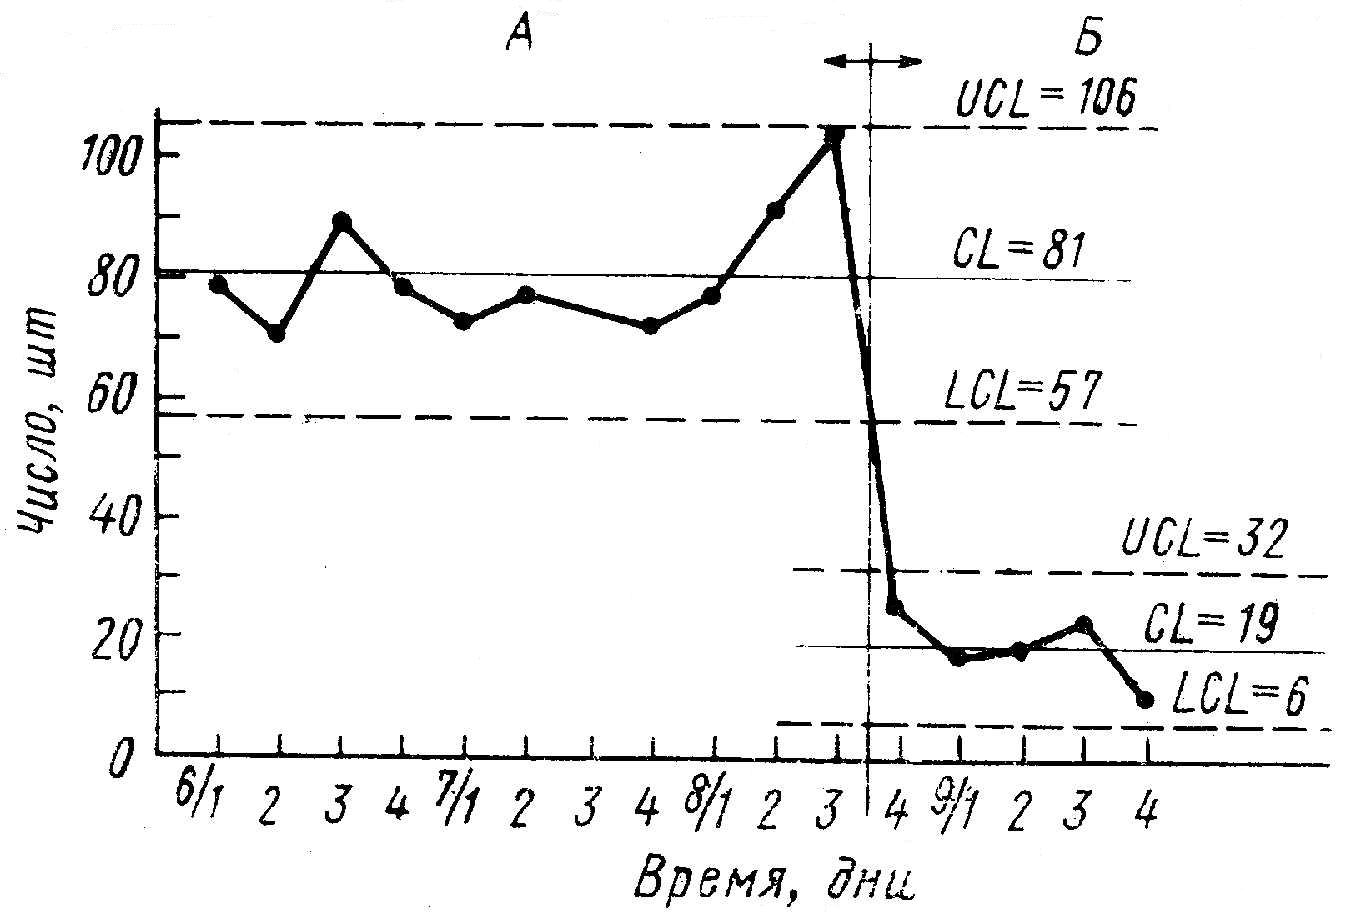 А
Б
UCL = 106
100
CL = 81
80
LCL = 57
60
40
UCL = 32
CL = 19
20
LCL = 6
0
Число, шт
6/1 2 3 4 7/1 2 3 4 8/1 2 3 4 9/1 2 3 4
Время, дни